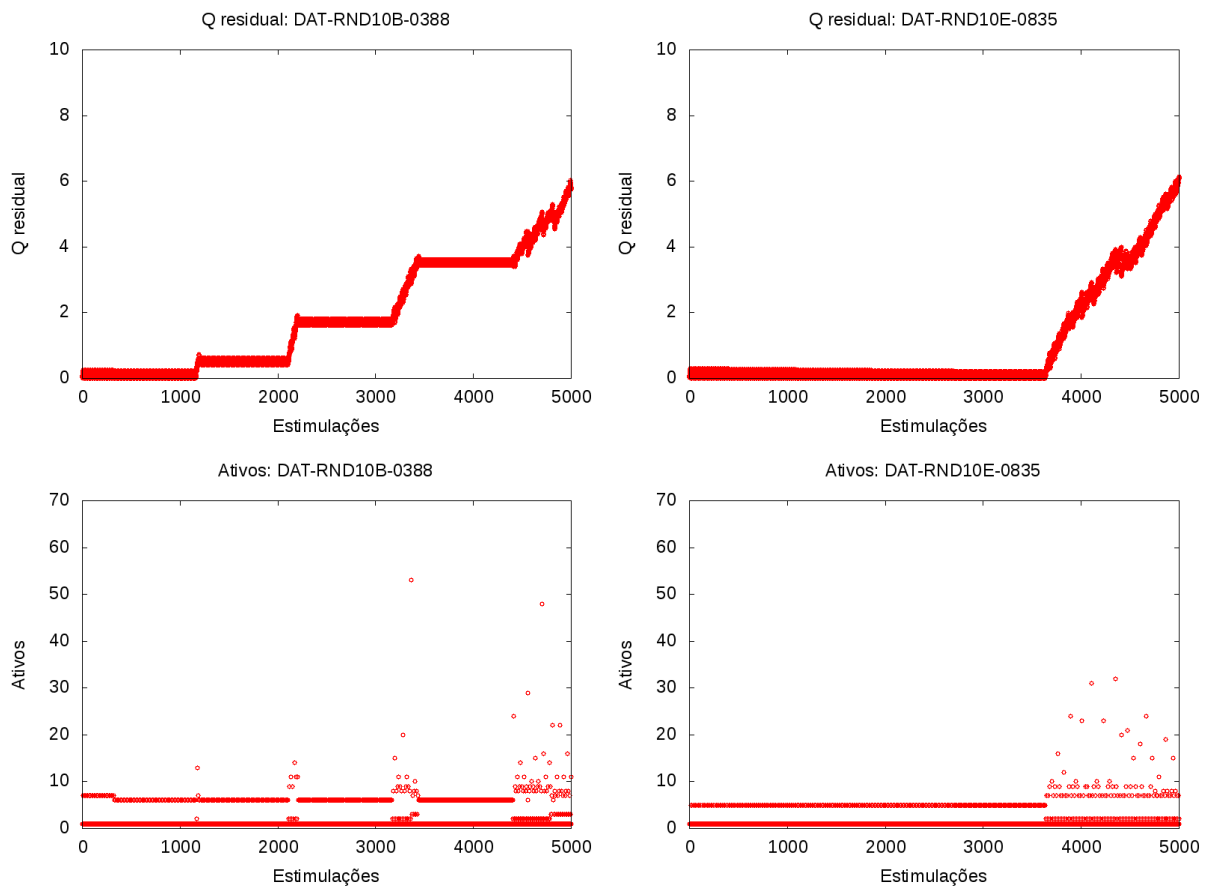 Q residual: DAT-RND10B-0388
10
8
6
4
2
0
Q residual
0 1000 2000 3000 4000 5000
Estimulações
Q residual: DAT-RND10E-0835
10
8
6
4
2
0
Q residual
0 1000 2000 3000 4000 5000
Estimulações
Ativos: DAT-RND10B-0388
70
60
50
40
30
20
10
0
Ativos
0 1000 2000 3000 4000 5000
Estimulações
Ativos: DAT-RND10E-0835
70
60
50
40
30
20
10
0
Ativos
0 1000 2000 3000 4000 5000
Estimulações